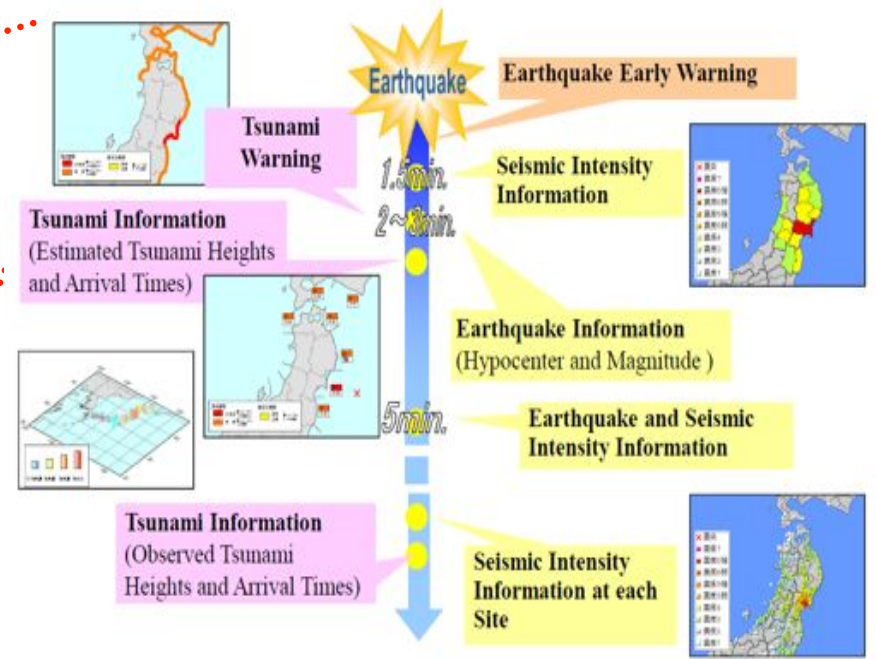 Earthquake
Earthquake Early Warning
Tsunami
Warning
1.5min.
Seismic Intensity
Information
2~3min.
Tsunami Information
(Estimated Tsunami Heights
and Arrival Times)
Earthquake Information
(Hypocenter and Magnitude )
5min.
Earthquake and Seismic
Intensity Information
Tsunami Information
(Observed Tsunami
Heights and Arrival Times)
Seismic Intensity
Information at each
Site